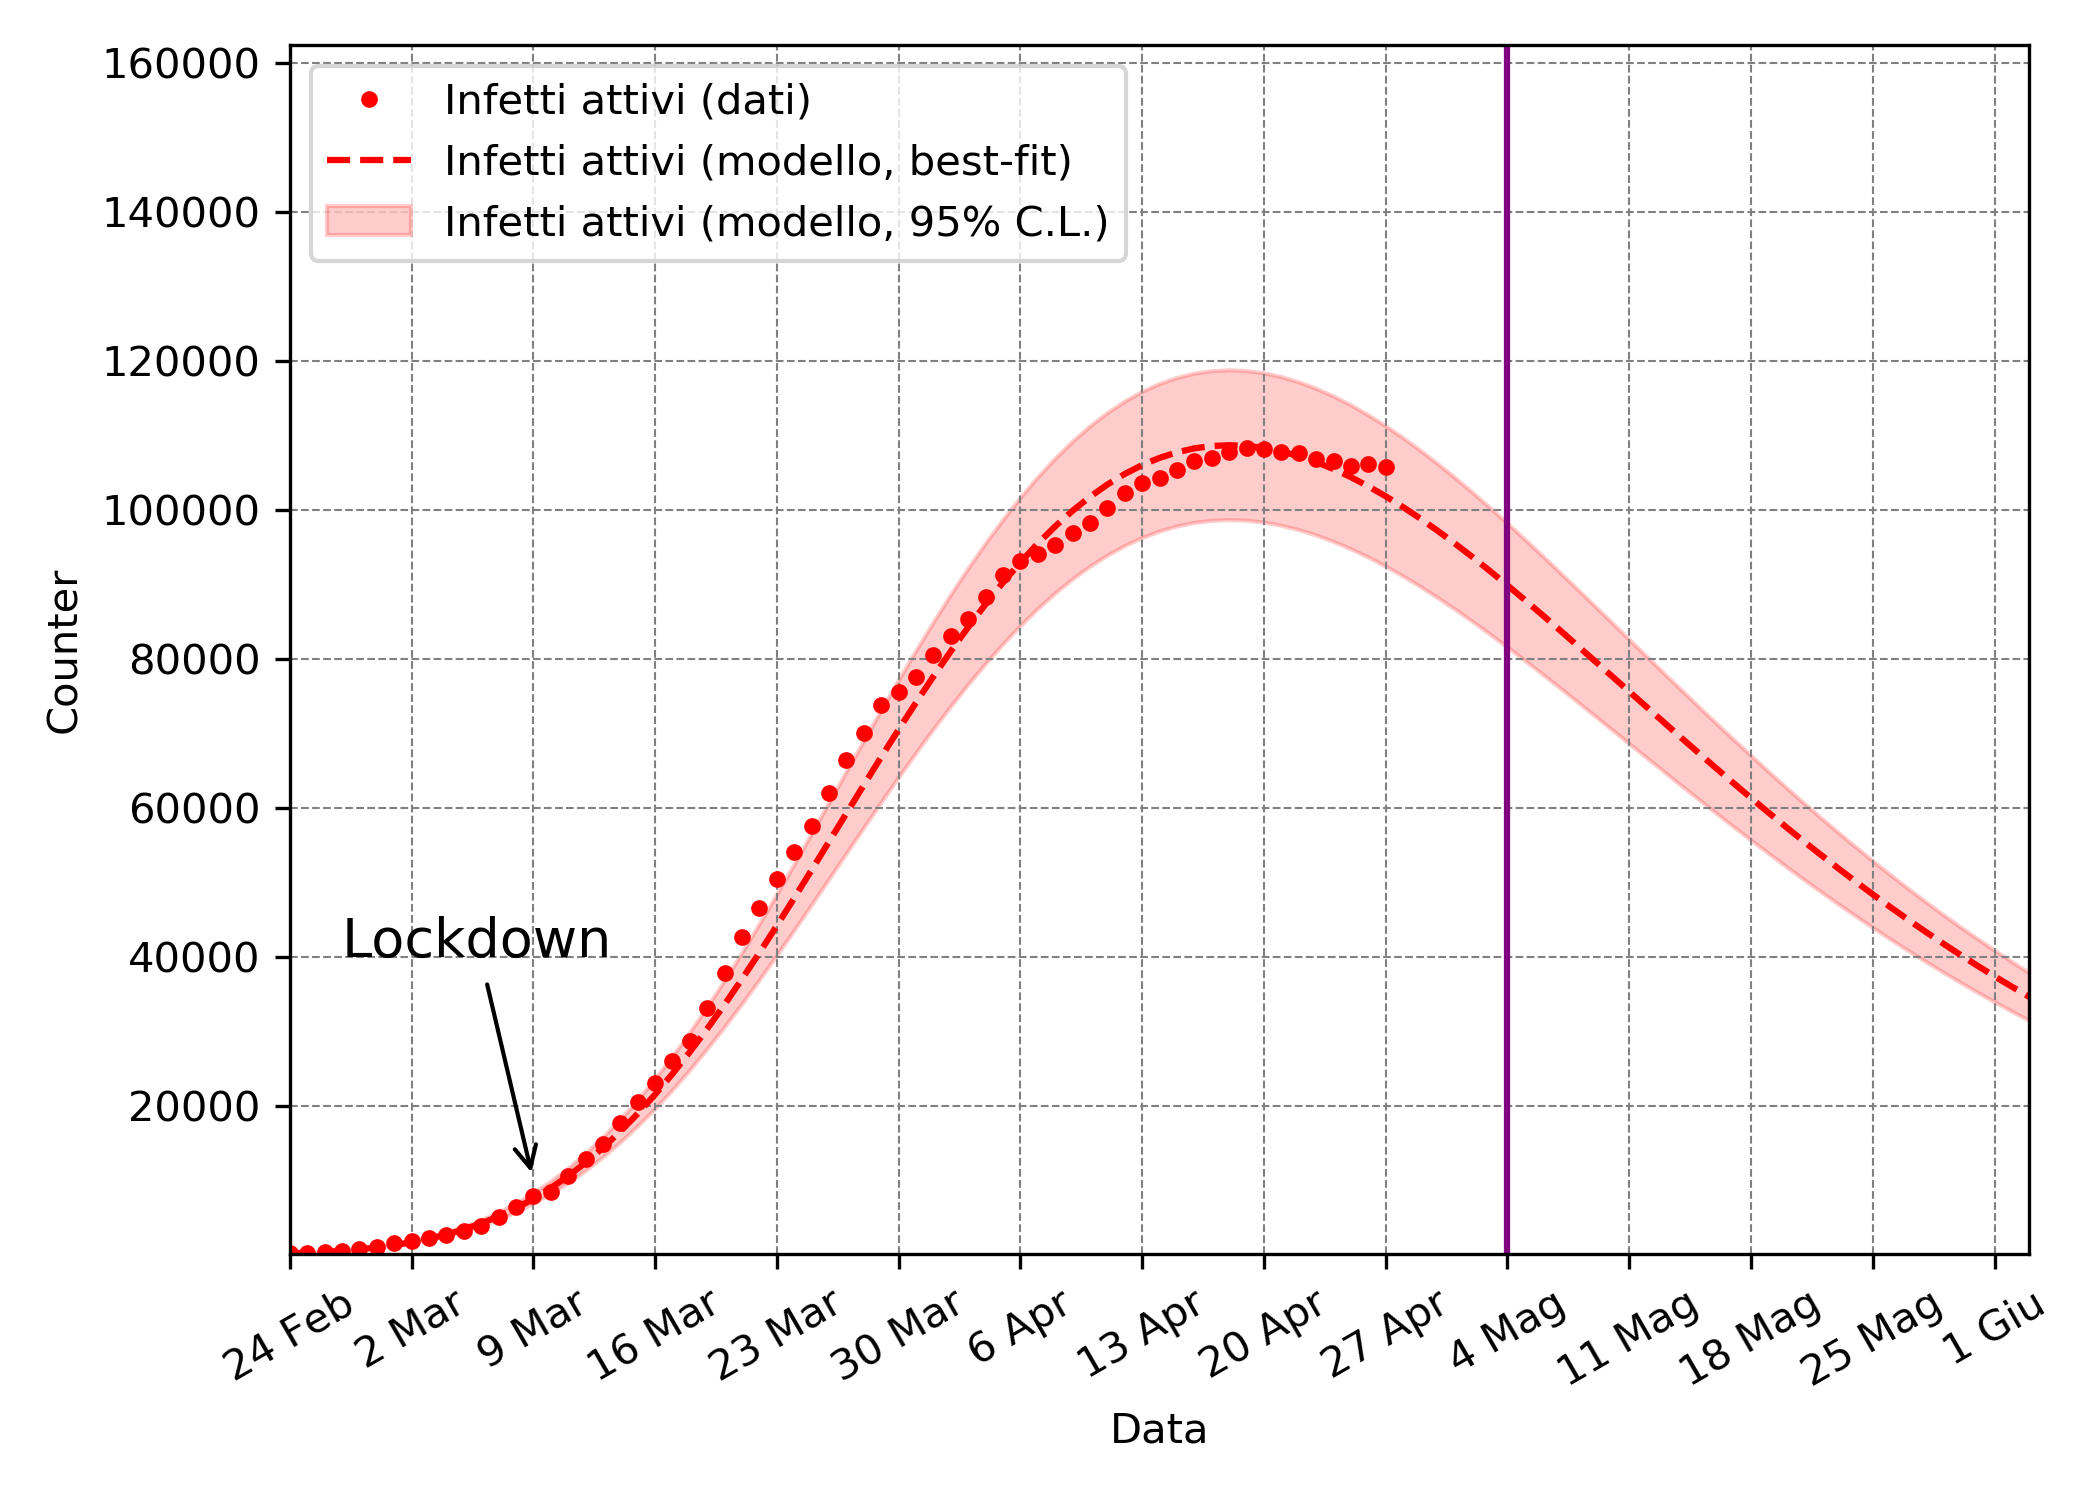 160000
140000
120000
100000
80000
60000
40000
20000
Counter
Infetti attivi (dati)
Infetti attivi (modello, best-fit)
Infetti attivi (modello, 95% C.L.)
Lockdown
24 Feb
2 Mar
9 Mar
16 Mar
23 Mar
30 Mar
6 Apr
13 Apr
20 Apr
27 Apr
4 Mag
11 Mag
18 Mag
25 Mag
1 Giu
Data